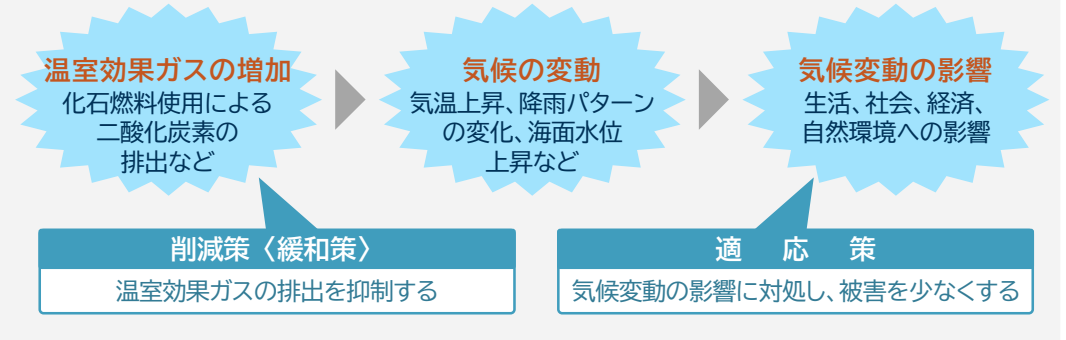 温室効果ガスの増加
化石燃料使用による
二酸化炭素の
排出など
気候の変動
気温上昇、降雨パターン
の変化、海面水位
上昇など
気候変動の影響
生活、社会、経済、
自然環境への影響
削減策〈緩和策〉
温室効果ガスの排出を抑制する
適 応 策
気候変動の影響に対処し、被害を少なくする